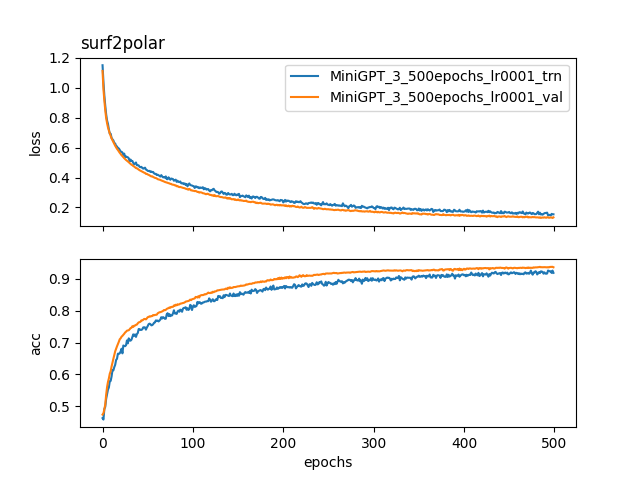 surf2polar
1.2
1.0
0.8
0.6
0.4
0.2
loss
MiniGPT_3_500epochs_lr0001_trn
MiniGPT_3_500epochs_lr0001_val
0.9
0.8
0.7
0.6
0.5
acc
0 100 200 300 400 500
epochs